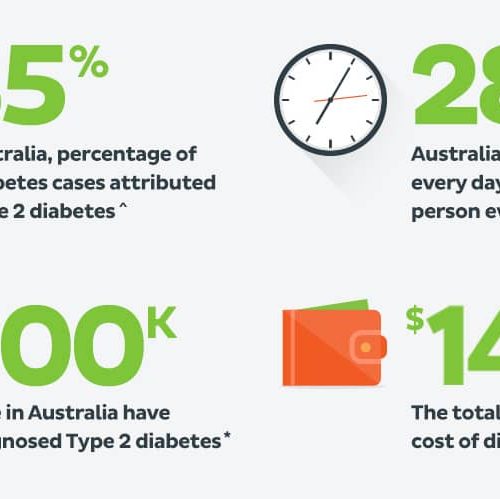 5%
tralia, percentage of
betes cases attributed
e 2 diabetes^
28
Australia
every day
person ev
00K
in Australia have
gnosed Type 2 diabetes*
$14
The total
cost of di